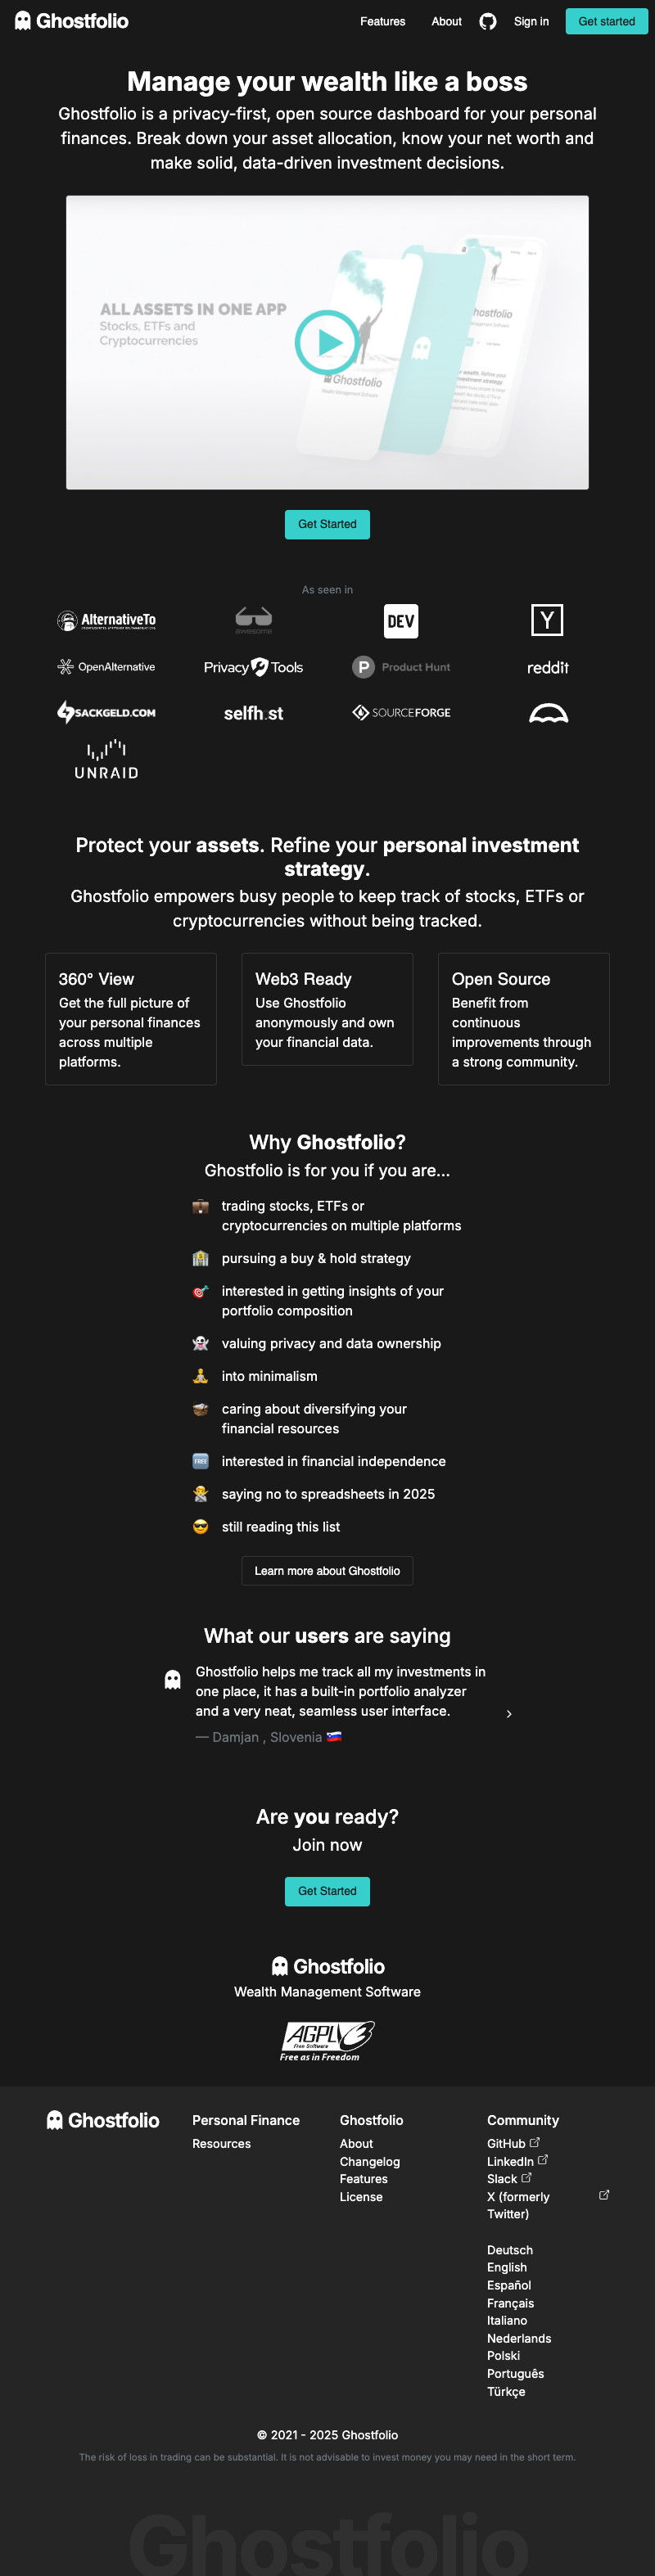 Ghostfolio
Features
About
Sign in
Get started
Manage your wealth like a boss
Ghostfolio is a privacy-first, open source dashboard for your personal
finances. Break down your asset allocation, know your net worth and
make solid, data-driven investment decisions.
ALL ASSETS IN ONE APP
Stocks, ETFs and
Cryptocurrencies
Ghostfolio
Get Started
As seen in
AlternativeTo
awesome
DEV
Y
OpenAlternative
Privacy Tools
P Product Hunt
reddit
SACKGELD.COM
selfh.st
SOURCEFORGE
UNRAID
Protect your assets. Refine your personal investment
strategy.
Ghostfolio empowers busy people to keep track of stocks, ETFs or
cryptocurrencies without being tracked.
360° View
Get the full picture of
your personal finances
across multiple
platforms.
Web3 Ready
Use Ghostfolio
anonymously and own
your financial data.
Open Source
Benefit from
continuous
improvements through
a strong community.
Why Ghostfolio?
Ghostfolio is for you if you are...
trading stocks, ETFs or
cryptocurrencies on multiple platforms
pursuing a buy & hold strategy
interested in getting insights of your
portfolio composition
valuing privacy and data ownership
into minimalism
caring about diversifying your
financial resources
FREE
interested in financial independence
saying no to spreadsheets in 2025
still reading this list
Learn more about Ghostfolio
What our users are saying
Ghostfolio helps me track all my investments in
one place, it has a built-in portfolio analyzer
and a very neat, seamless user interface.
— Damjan , Slovenia 🇸🇮
Are you ready?
Join now
Get Started
Ghostfolio
Wealth Management Software
AGPLv3
Free Software
Free as in Freedom
Ghostfolio
Personal Finance
Resources
Ghostfolio
About
Changelog
Features
License
Community
GitHub
LinkedIn
Slack
X (formerly
Twitter)
Deutsch
English
Español
Français
Italiano
Nederlands
Polski
Português
Türkçe
© 2021 - 2025 Ghostfolio
The risk of loss in trading can be substantial. It is not advisable to invest money you may need in the short term.
Ghostfolio